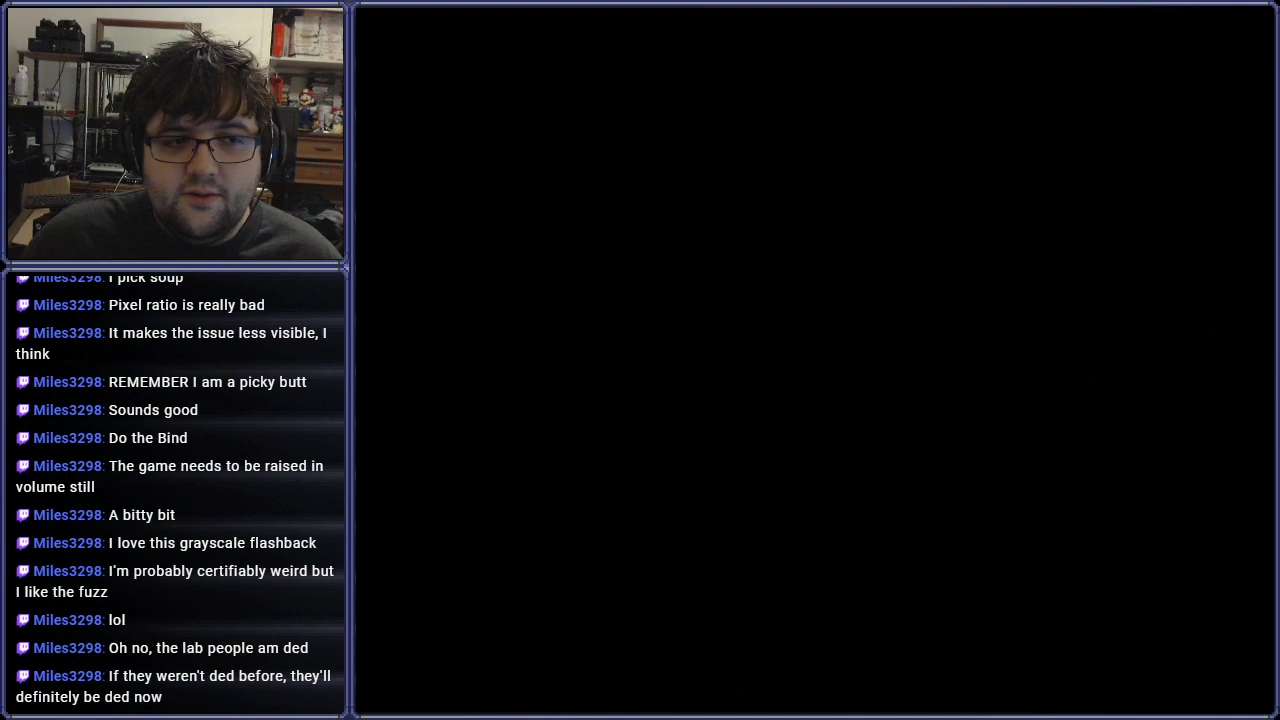 Miles3298: I pick soup
Miles3298: Pixel ratio is really bad
Miles3298: It makes the issue less visible, I
think
Miles3298: REMEMBER I am a picky butt
Miles3298: Sounds good
Miles3298: Do the Bind
Miles3298: The game needs to be raised in
volume still
Miles3298: A bitty bit
Miles3298: I love this grayscale flashback
Miles3298: I'm probably certifiably weird but
I like the fuzz
Miles3298: lol
Miles3298: Oh no, the lab people am ded
Miles3298: If they weren't ded before, they'll
definitely be ded now